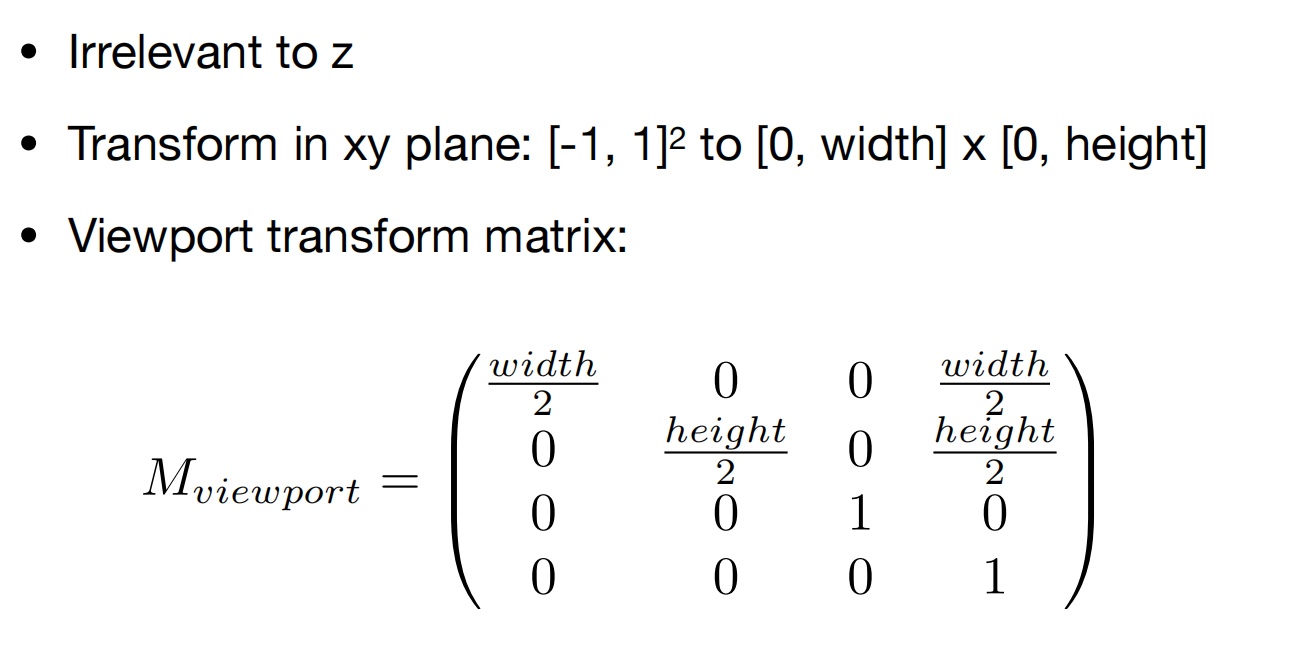 • Irrelevant to z
• Transform in xy plane: [-1, 1]² to [0, width] x [0, height]
• Viewport transform matrix:
$M_{viewport} = \begin{pmatrix} \frac{width}{2} & 0 & 0 & \frac{width}{2} \\ 0 & \frac{height}{2} & 0 & \frac{height}{2} \\ 0 & 0 & 1 & 0 \\ 0 & 0 & 0 & 1 \end{pmatrix}$